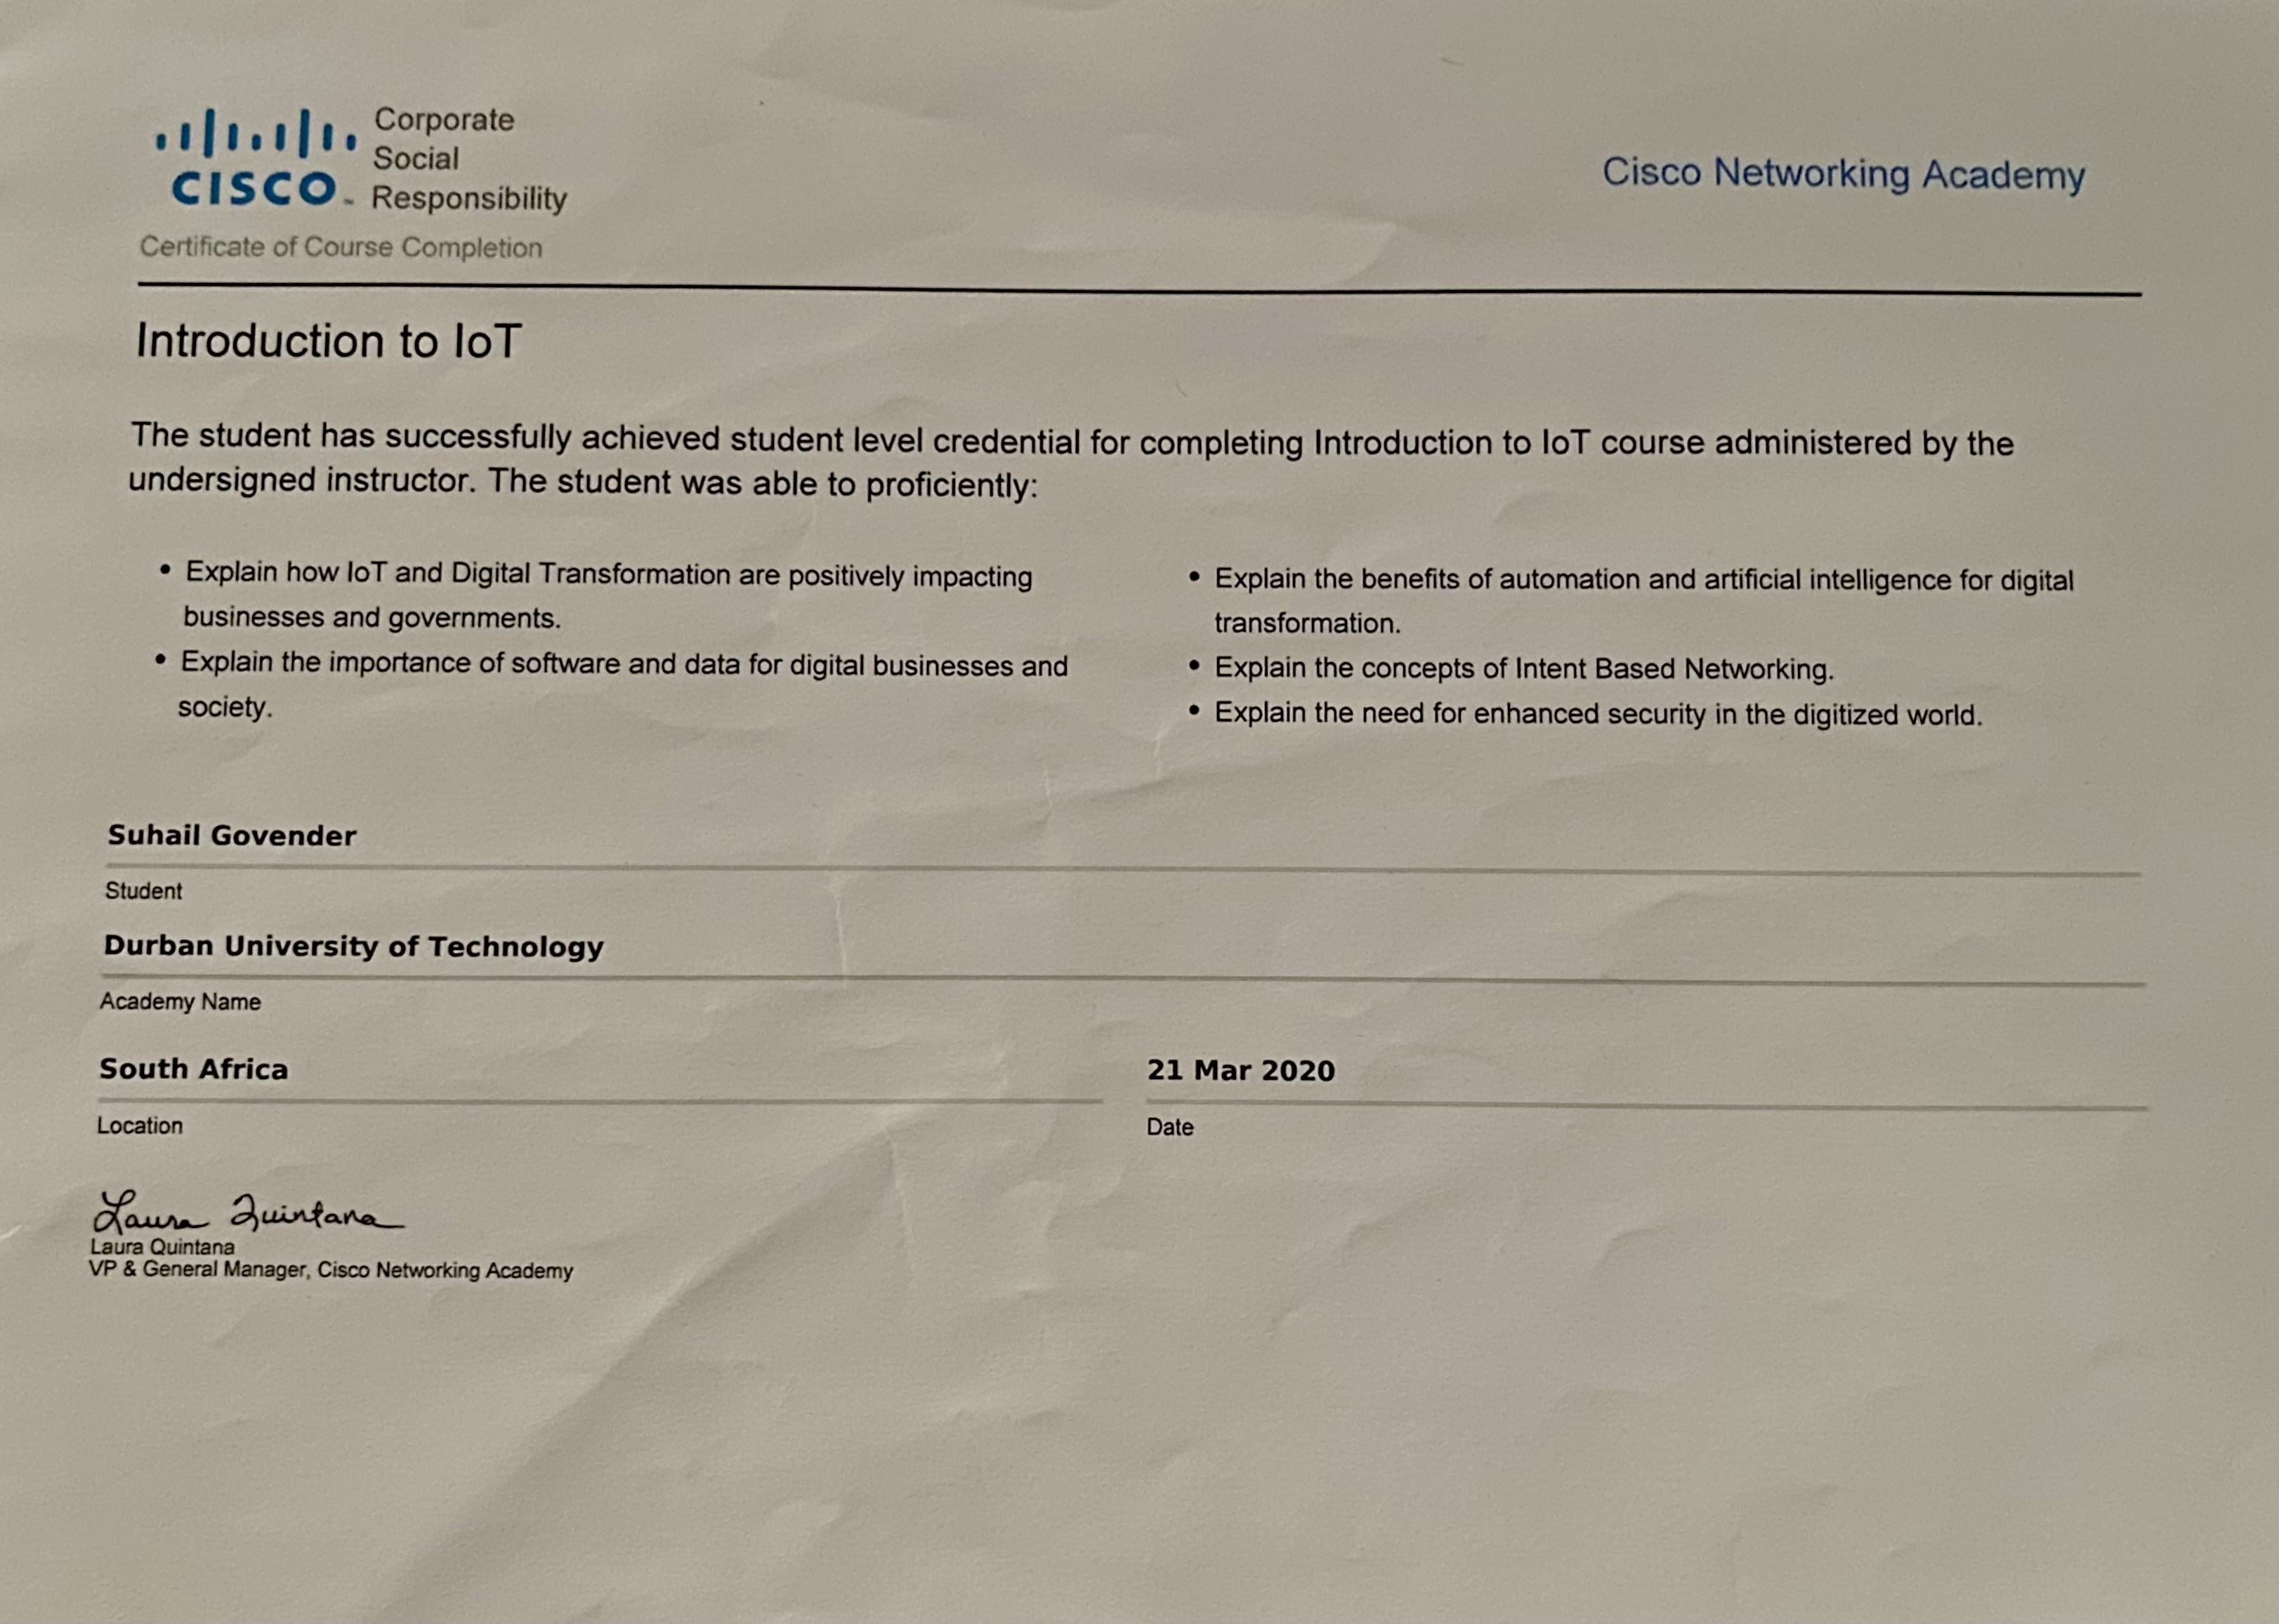 CISCO
Corporate
Social
Responsibility
Cisco Networking Academy
Certificate of Course Completion
Introduction to IoT
The student has successfully achieved student level credential for completing Introduction to IoT course administered by the
undersigned instructor. The student was able to proficiently:
• Explain how IoT and Digital Transformation are positively impacting
businesses and governments.
• Explain the importance of software and data for digital businesses and
society.
• Explain the benefits of automation and artificial intelligence for digital
transformation.
• Explain the concepts of Intent Based Networking.
• Explain the need for enhanced security in the digitized world.
Suhail Govender
Student
Durban University of Technology
Academy Name
South Africa
Location
21 Mar 2020
Date
Laura Quintana
Laura Quintana
VP & General Manager, Cisco Networking Academy